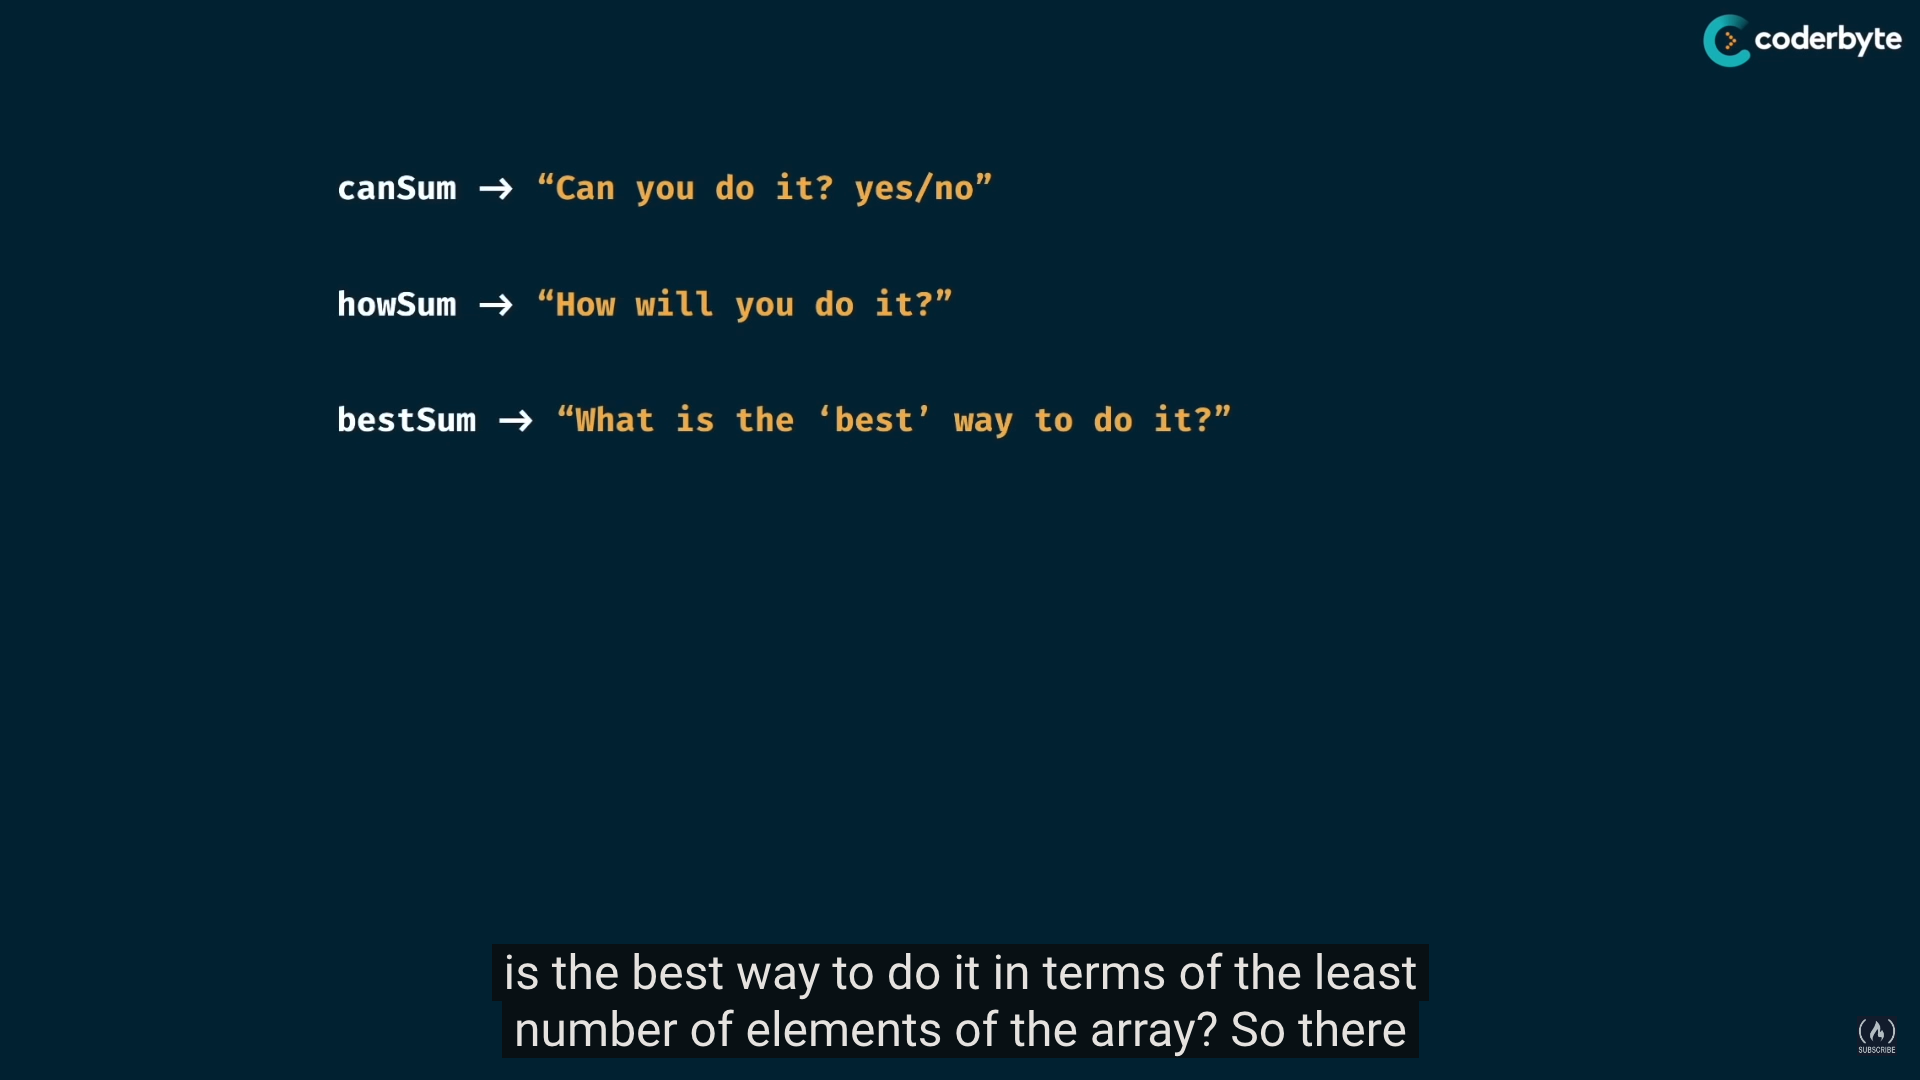 coderbyte
canSum → “Can you do it? yes/no”
howSum → “How will you do it?”
bestSum → “What is the ‘best’ way to do it?”
is the best way to do it in terms of the least
number of elements of the array? So there
SUBSCRIBE